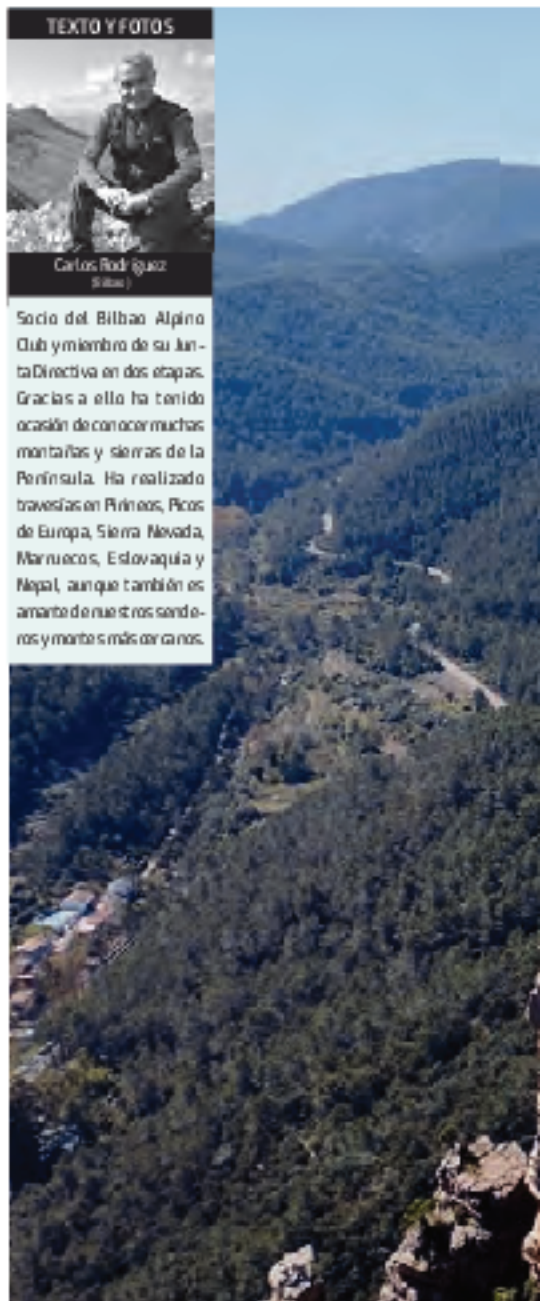 TEXTO Y FOTOS
Carlos Rodríguez
(Bilbao)
Socio del Bilbao Alpino
Club y miembro de su Jun-
ta Directiva en dos etapas.
Gracias a ello ha tenido
ocasión de conocer muchas
montañas y sierras de la
Península. Ha realizado
travesías en Pirineos, Picos
de Europa, Sierra Nevada,
Marruecos, Eslovaquia y
Nepal, aunque también es
amante de nuestros sende-
ros y montes más cercanos.